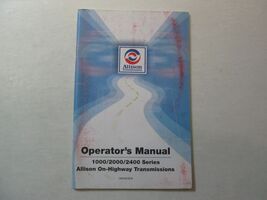 Allison
Operator's Manual
1000/2000/2400 Series
Allison On-Highway Transmissions